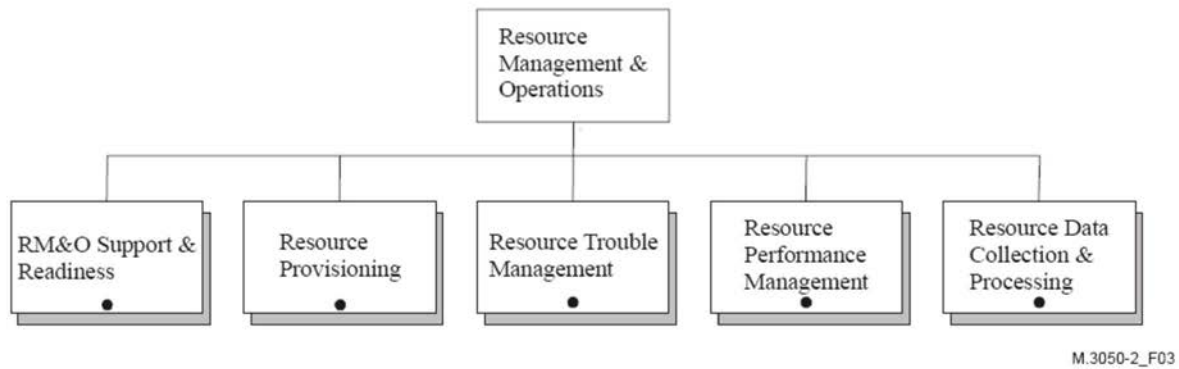 Resource
Management &
Operations
RM&O Support &
Readiness
Resource
Provisioning
Resource Trouble
Management
Resource
Performance
Management
Resource Data
Collection &
Processing
M.3050-2_F03